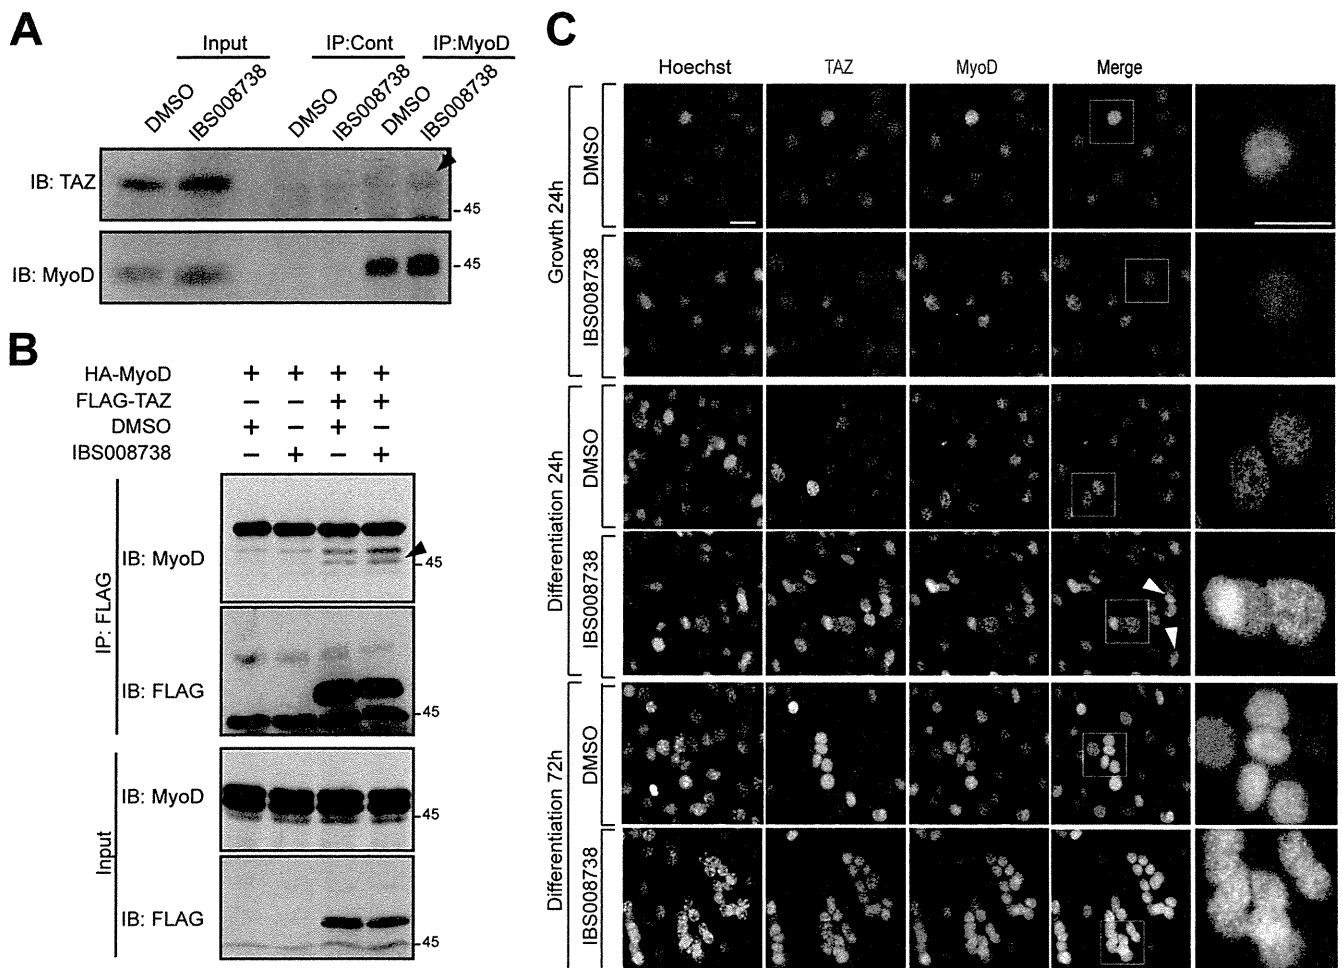 A
Input
IP:Cont
IP:MyoD
DMSO
IBS008738
DMSO
IBS008738
DMSO
IBS008738
IB: TAZ
45
IB: MyoD
45
B
HA-MyoD + + + +
FLAG-TAZ − − + +
DMSO + − + −
IBS008738 − + − +
IP: FLAG
IB: MyoD
45
IB: FLAG
45
Input
IB: MyoD
45
IB: FLAG
45
C
Hoechst TAZ MyoD Merge
Growth 24h
DMSO
IBS008738
Differentiation 24h
DMSO
IBS008738
Differentiation 72h
DMSO
IBS008738